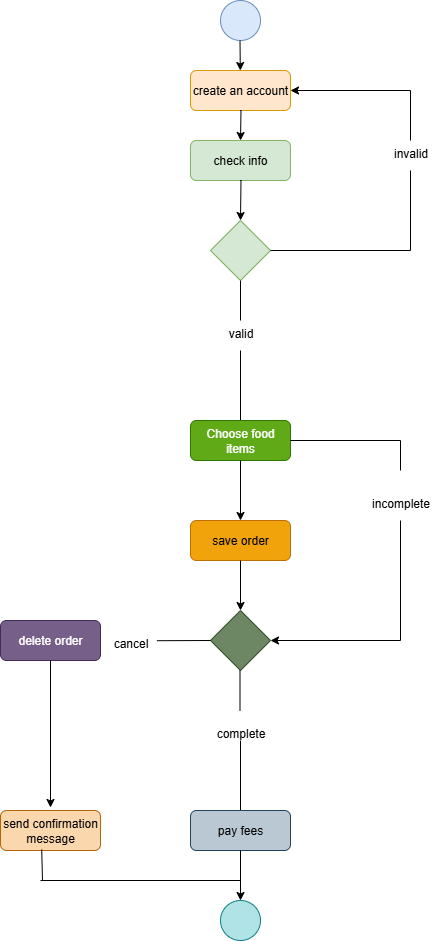 create an account
invalid
check info
valid
Choose food
items
incomplete
save order
delete order
cancel
complete
send confirmation
message
pay fees